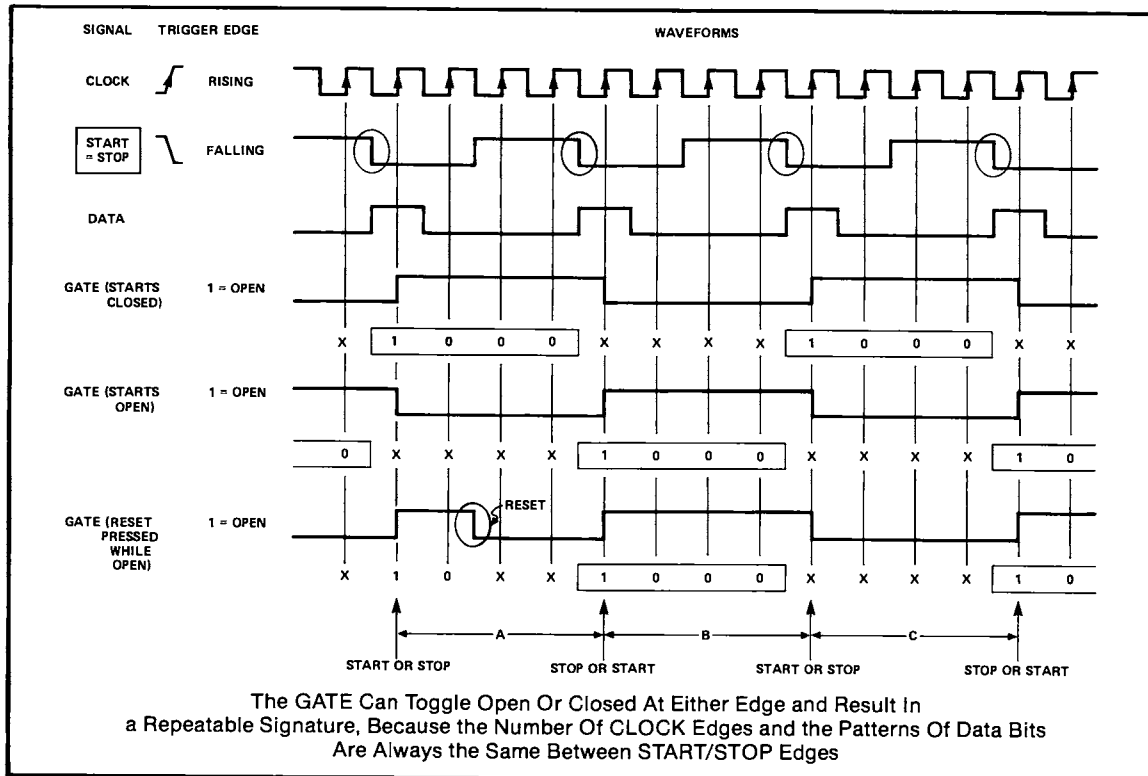 SIGNAL TRIGGER EDGE WAVEFORMS
CLOCK RISING
START = STOP FALLING
DATA
GATE (STARTS CLOSED) 1 = OPEN
X 1 0 0 0 X X X X 1 0 0 0 X X
GATE (STARTS OPEN) 1 = OPEN
0 X X X X 1 0 0 0 X X X X 1 0
RESET
GATE (RESET PRESSED WHILE OPEN) 1 = OPEN
X 1 0 X X 1 0 0 0 X X X X 1 0
A B C
START OR STOP STOP OR START START OR STOP STOP OR START
The GATE Can Toggle Open Or Closed At Either Edge and Result In
a Repeatable Signature, Because the Number Of CLOCK Edges and the Patterns Of Data Bits
Are Always the Same Between START/STOP Edges